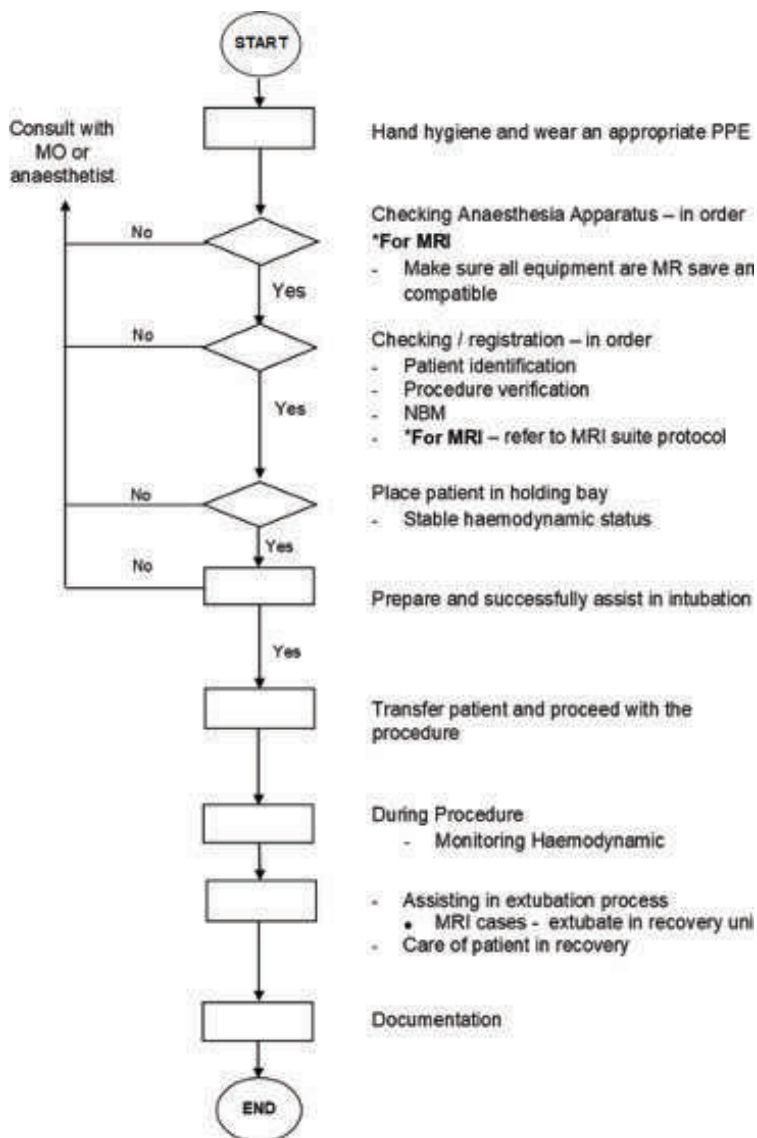 START
Hand hygiene and wear an appropriate PPE
Consult with
MO or
anaesthetist
Checking Anaesthesia Apparatus – in order
*For MRI
- Make sure all equipment are MR save an
compatible
No
Yes
Checking / registration – in order
- Patient identification
- Procedure verification
- NBM
- *For MRI – refer to MRI suite protocol
No
Yes
Place patient in holding bay
- Stable haemodynamic status
No
Yes
Prepare and successfully assist in intubation
No
Yes
Transfer patient and proceed with the
procedure
During Procedure
- Monitoring Haemodynamic
- Assisting in extubation process
• MRI cases - extubate in recovery uni
- Care of patient in recovery
Documentation
END